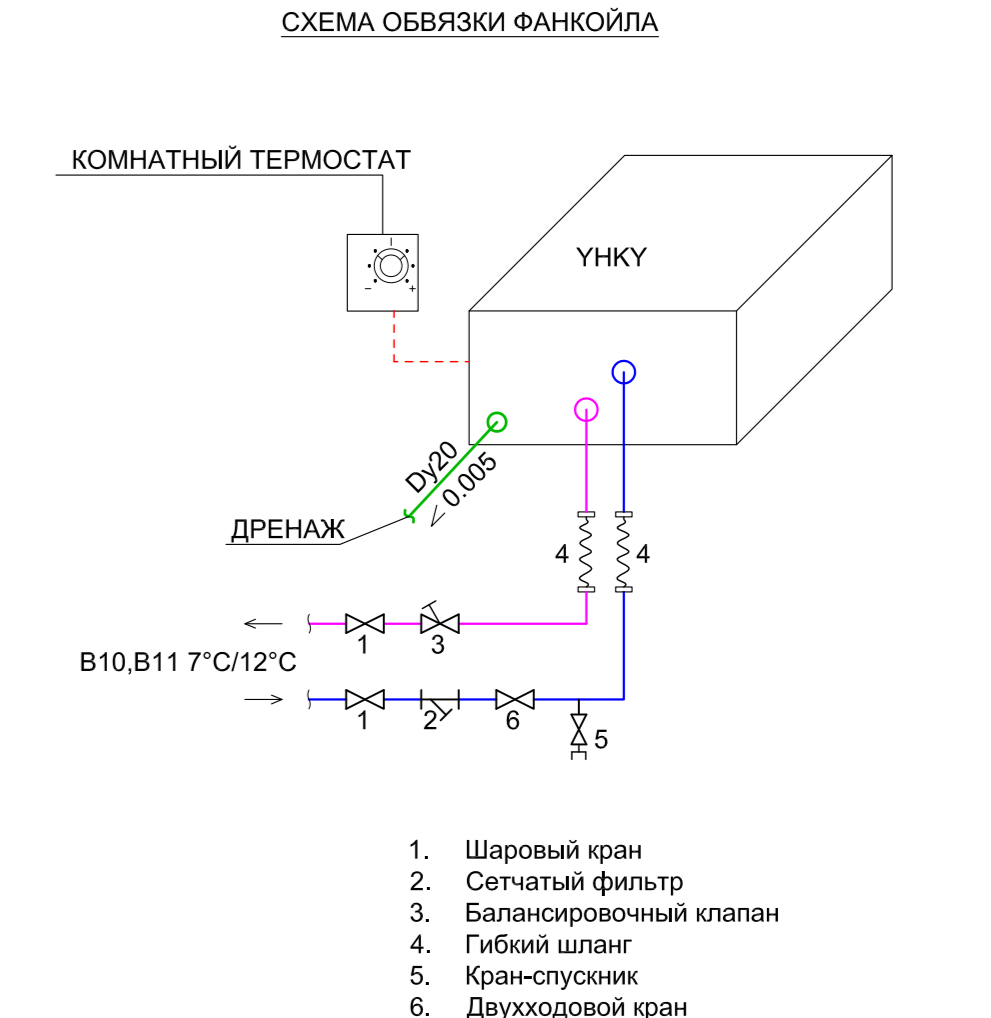 СХЕМА ОБВЯЗКИ ФАНКОЙЛА
КОМНАТНЫЙ ТЕРМОСТАТ
YHKY
− +
Dy20
< 0.005
ДРЕНАЖ
4 4
1 3
В10,В11 7°С/12°С
1 2 6
5
1. Шаровый кран
2. Сетчатый фильтр
3. Балансировочный клапан
4. Гибкий шланг
5. Кран-спускник
6. Двухходовой кран